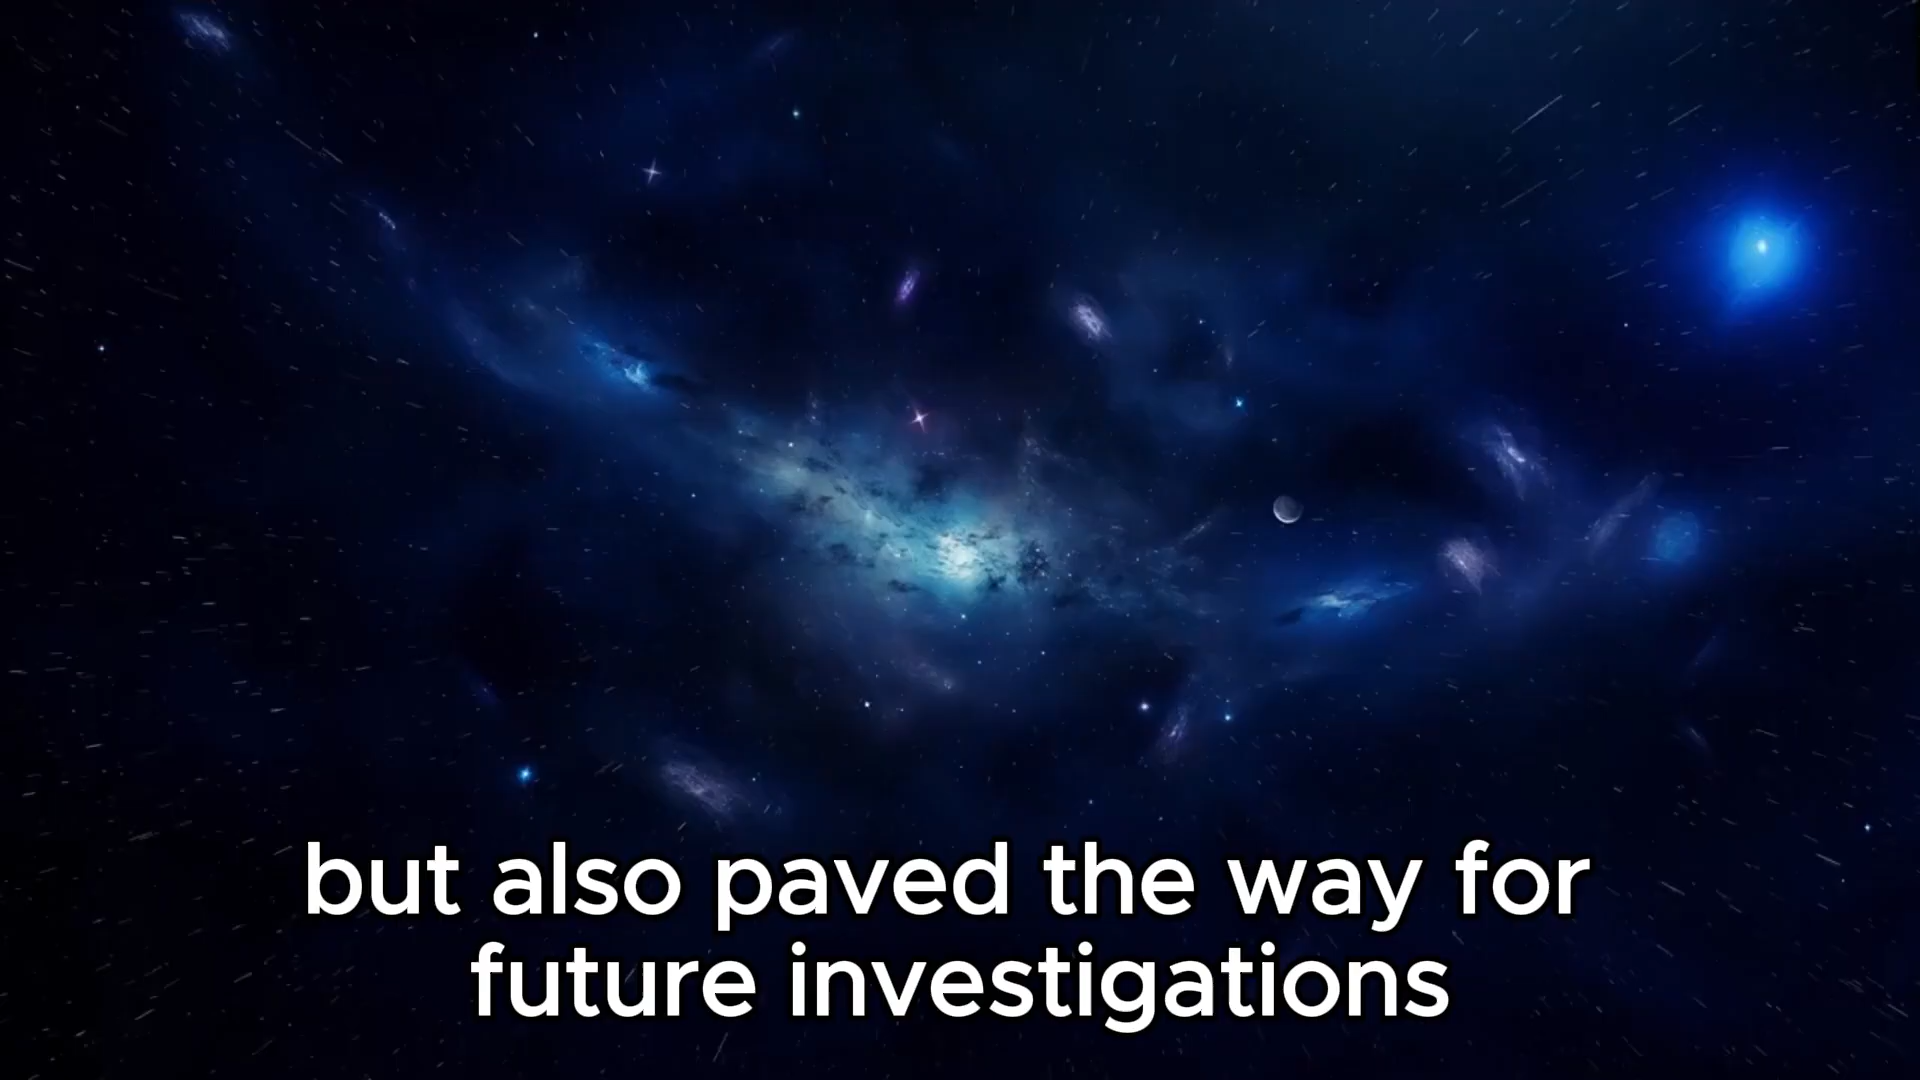 but also paved the way for
future investigations